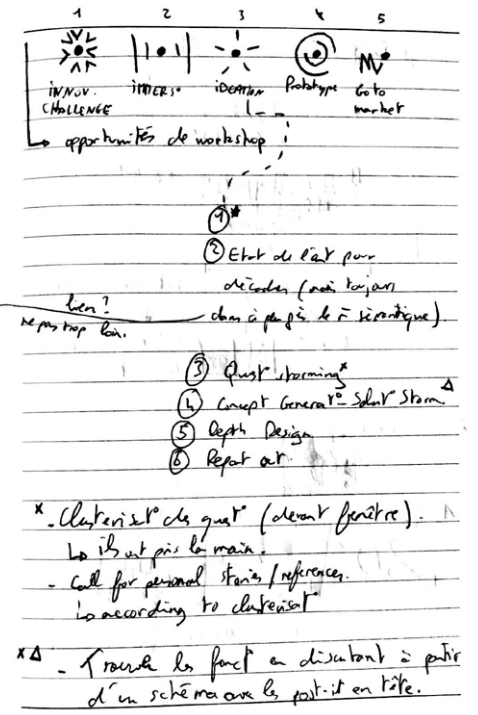 1 2 3 4 5
INNOV. IMMERS° IDEATION Prototype Go to
CHALLENGE market
opportunités de workshop
1 *
2 Etat de l'art pour
décoder (mais toujours
lien? dans à peu près le sémantique).
ne pas trop loin.
3 Quest° storming x
4 Concept Generat° - Solut° Storm Δ
5 Depth Design
6 Report out.
x - Clusterisat° des quest° (devant fenêtre).
↳ ils ont pris la main.
- Call for personal stories / references.
↳ according to clusterisat°
x Δ - Trouver les fonct° en discutant à partir
d'un schéma avec les post-it en tête.